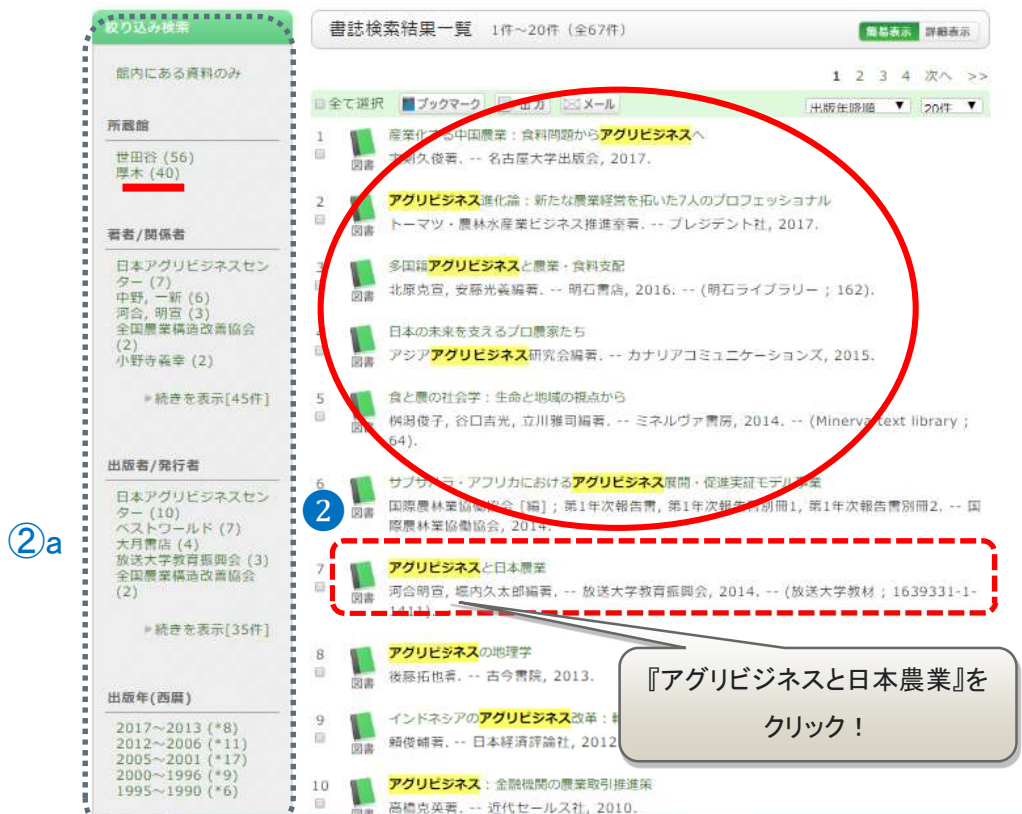 絞り込み検索
館内にある資料のみ
所蔵館
世田谷 (56)
厚木 (40)
著者/関係者
日本アグリビジネスセン
ター (7)
中野, 一新 (6)
河合, 明宣 (3)
全国農業構造改善協会
(2)
小野寺義幸 (2)
続きを表示[45件]
出版者/発行者
日本アグリビジネスセン
ター (10)
ベストワールド (7)
大月書店 (4)
放送大学教育振興会 (3)
全国農業構造改善協会
(2)
続きを表示[35件]
出版年(西暦)
2017～2013 (*8)
2012～2006 (*11)
2005～2001 (*17)
2000～1996 (*9)
1995～1990 (*6)
②a
書誌検索結果一覧 1件～20件 (全67件)
簡易表示 詳細表示
1 2 3 4 次へ >>
全て選択 ブックマーク 出力 メール
出版年降順 ▼ 20件 ▼
1 図書 産業化する中国農業 : 食料問題からアグリビジネスへ
久俊著. -- 名古屋大学出版会, 2017.
2 図書 アグリビジネス進化論 : 新たな農業経営を拓いた7人のプロフェッショナル
トーマツ・農林水産業ビジネス推進室著. -- プレジデント社, 2017.
3 図書 多国籍アグリビジネスと農業・食料支配
北原克宣, 安藤光義編著. -- 明石書店, 2016. -- (明石ライブラリー ; 162).
4 図書 日本の未来を支えるプロ農家たち
アジアアグリビジネス研究会編著. -- カナリアコミュニケーションズ, 2015.
5 図書 食と農の社会学 : 生命と地域の視点から
桝潟俊子, 谷口吉光, 立川雅司編著. -- ミネルヴァ書房, 2014. -- (Minerva text library ;
64).
❷
6 図書 サブサハラ・アフリカにおけるアグリビジネス展開・促進実証モデル事業
国際農林業協働協会 [編] ; 第1年次報告書, 第1年次報告書別冊1, 第1年次報告書別冊2. -- 国
際農林業協働協会, 2014.
7 図書 アグリビジネスと日本農業
河合明宣, 堀内久太郎編著. -- 放送大学教育振興会, 2014. -- (放送大学教材 ; 1639331-1-
1411).
8 図書 アグリビジネスの地理学
後藤拓也著. -- 古今書院, 2013.
9 図書 インドネシアのアグリビジネス改革 :
頼俊輔著. -- 日本経済評論社, 2012
10 図書 アグリビジネス : 金融機関の農業取引推進策
高橋克英著. -- 近代セールス社, 2010.
『アグリビジネスと日本農業』を
クリック！